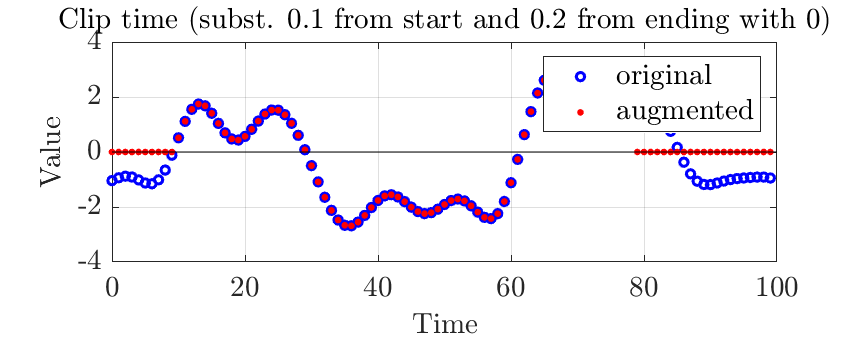 Clip time (subst. 0.1 from start and 0.2 from ending with 0)
4
2
0
-2
-4
Value
original
augmented
0 20 40 60 80 100
Time